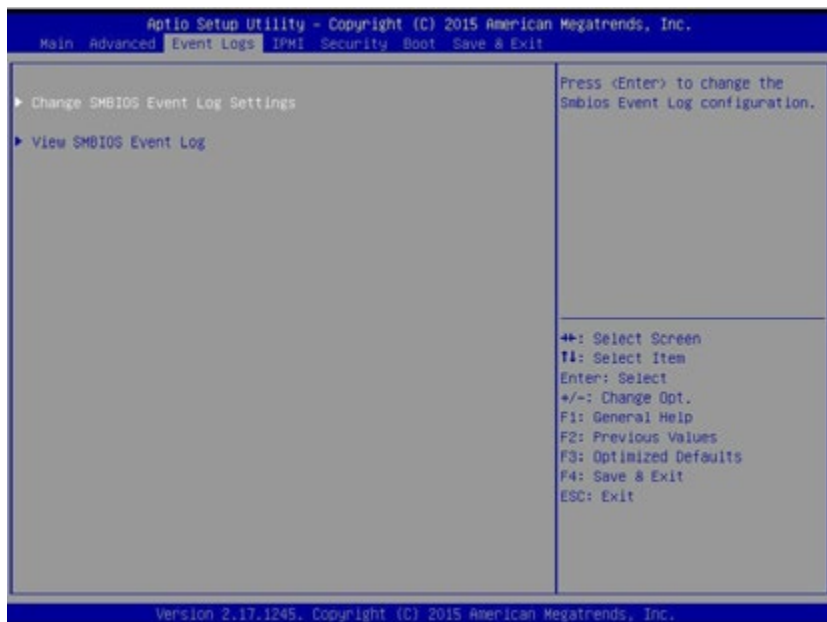 Aptio Setup Utility - Copyright (C) 2015 American Megatrends, Inc.
Main Advanced Event Logs IPMI Security Boot Save & Exit
Change SMBIOS Event Log Settings
View SMBIOS Event Log
Press <Enter> to change the
Smbios Event Log configuration.
→←: Select Screen
↑↓: Select Item
Enter: Select
+/-: Change Opt.
F1: General Help
F2: Previous Values
F3: Optimized Defaults
F4: Save & Exit
ESC: Exit
Version 2.17.1245. Copyright (C) 2015 American Megatrends, Inc.